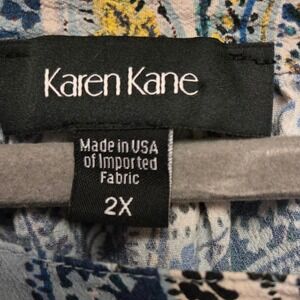 Karen Kane
Made in USA
of Imported
Fabric
2X